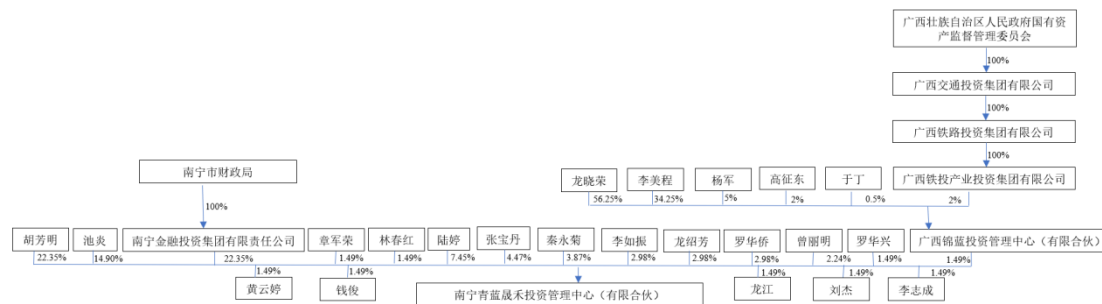 广西壮族自治区人民政府国有资
产监督管理委员会
100%
广西交通投资集团有限公司
100%
广西铁路投资集团有限公司
100%
南宁市财政局
龙晓荣 李美程 杨军 高征东 于丁 广西铁投产业投资集团有限公司
56.25% 34.25% 5% 2% 0.5% 2%
100%
胡芳明 池炎 南宁金融投资集团有限责任公司 章军荣 林春红 陆婷 张宝丹 秦永菊 李如振 龙绍芳 罗华侨 曾丽明 罗华兴 广西锦蓝投资管理中心（有限合伙）
22.35% 14.90% 22.35% 1.49% 1.49% 7.45% 4.47% 3.87% 2.98% 2.98% 2.98% 2.24% 1.49% 1.49%
1.49% 1.49% 1.49% 1.49% 1.49%
黄云婷 钱俊 南宁青蓝晟禾投资管理中心（有限合伙） 龙江 刘杰 李志成